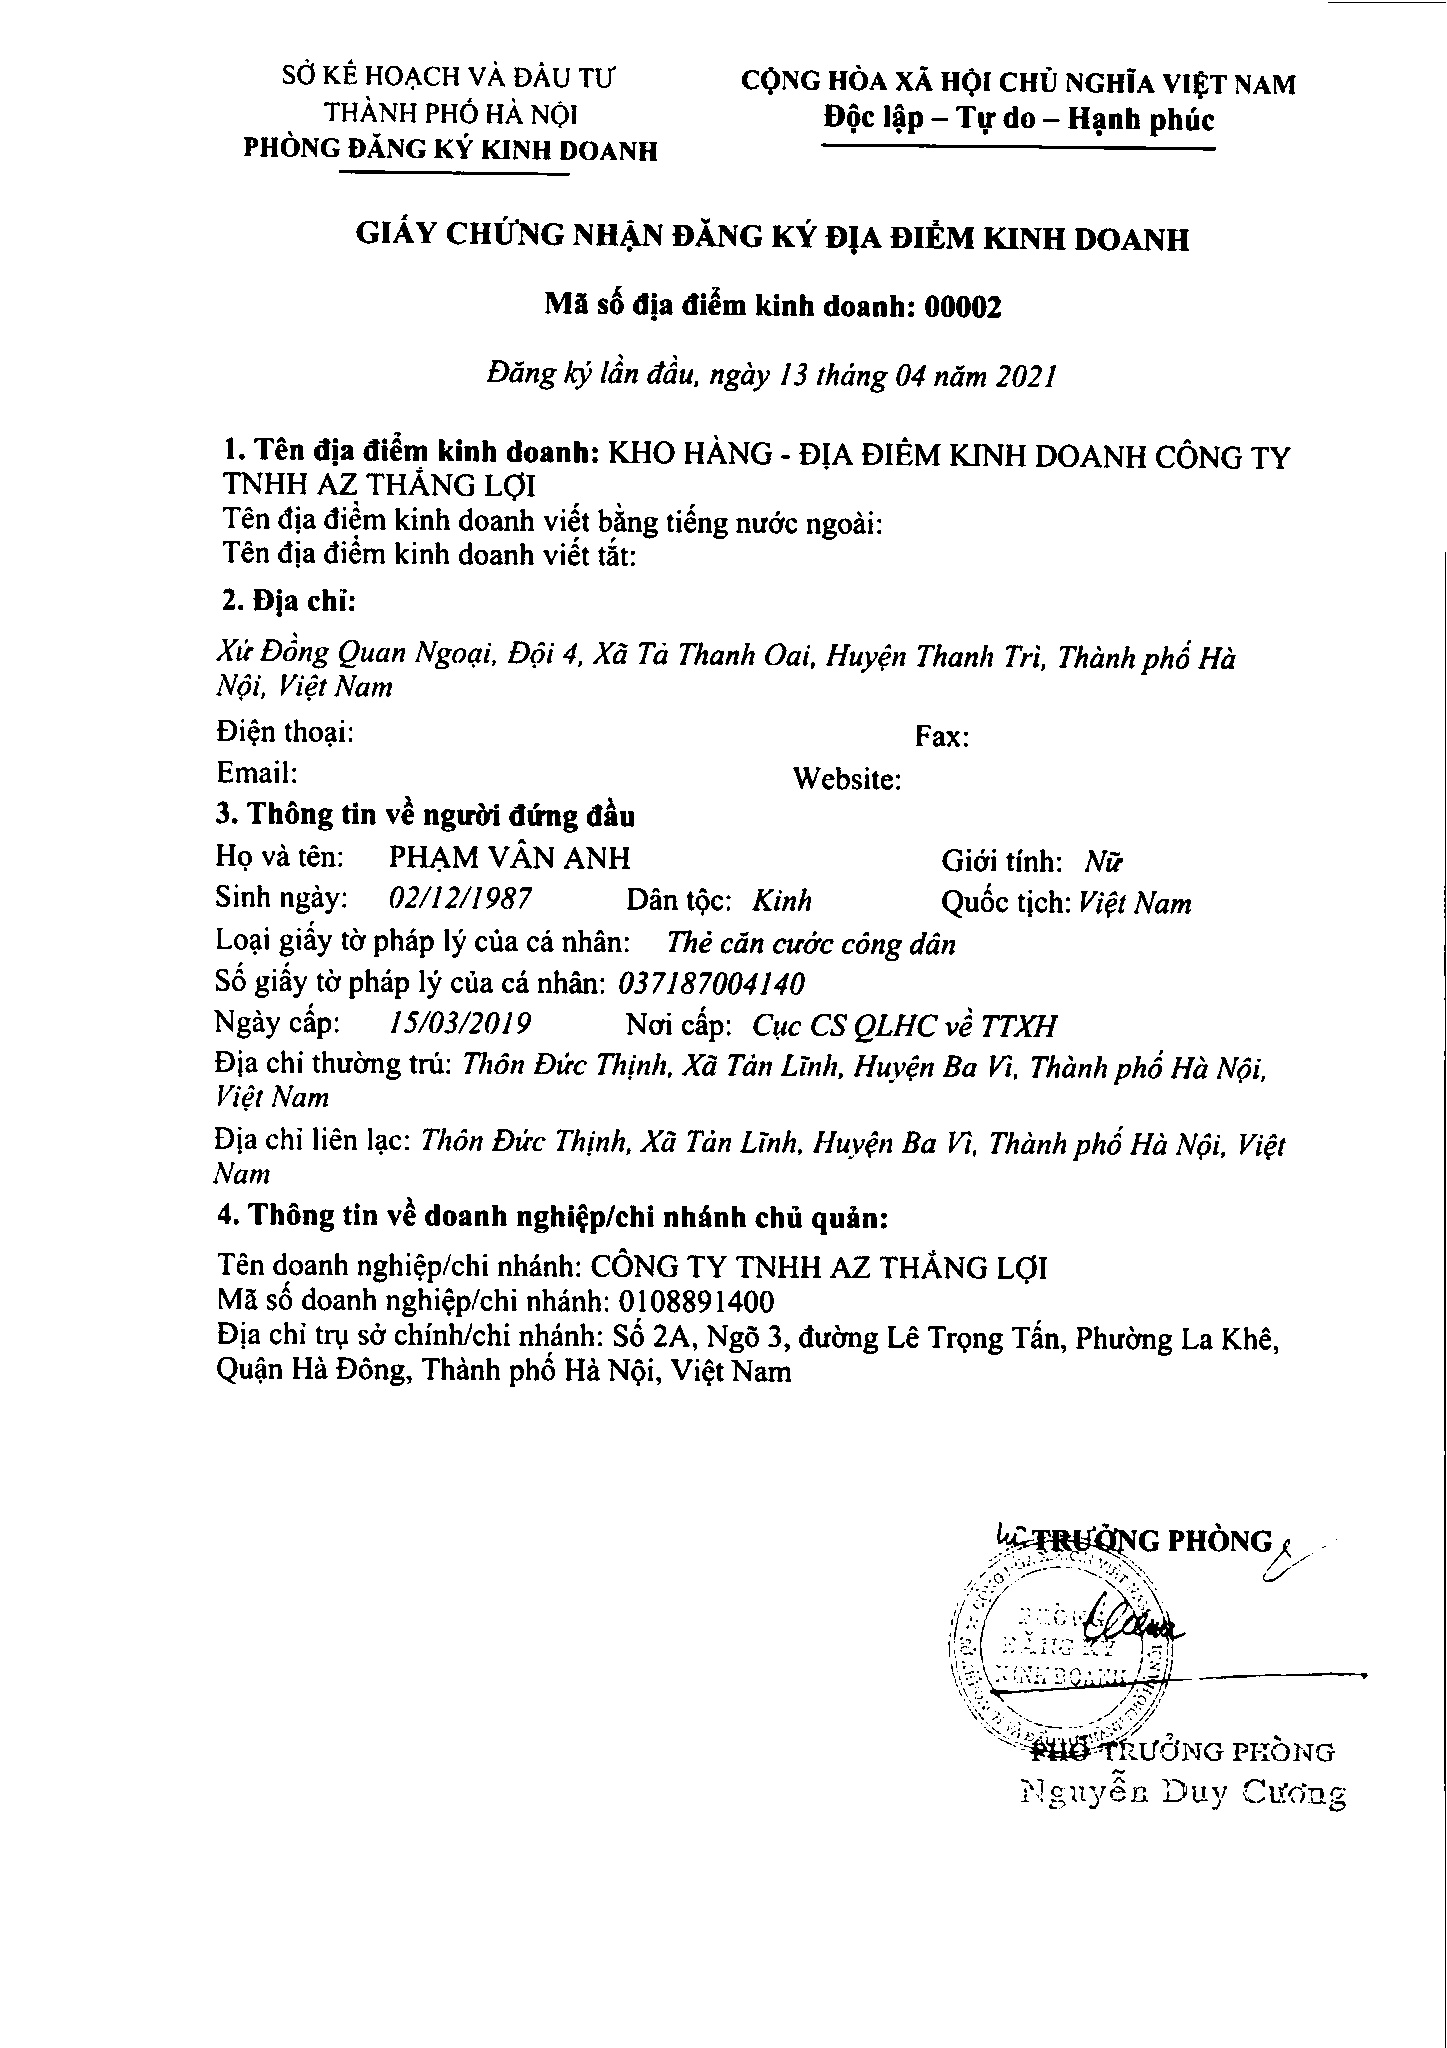 SỞ KẾ HOẠCH VÀ ĐẦU TƯ
THÀNH PHỐ HÀ NỘI
PHÒNG ĐĂNG KÝ KINH DOANH
CỘNG HÒA XÃ HỘI CHỦ NGHĨA VIỆT NAM
Độc lập – Tự do – Hạnh phúc
GIẤY CHỨNG NHẬN ĐĂNG KÝ ĐỊA ĐIỂM KINH DOANH
Mã số địa điểm kinh doanh: 00002
Đăng ký lần đầu, ngày 13 tháng 04 năm 2021
1. Tên địa điểm kinh doanh: KHO HÀNG - ĐỊA ĐIỂM KINH DOANH CÔNG TY
TNHH AZ THẮNG LỢI
Tên địa điểm kinh doanh viết bằng tiếng nước ngoài:
Tên địa điểm kinh doanh viết tắt:
2. Địa chỉ:
Xứ Đồng Quan Ngoại, Đội 4, Xã Tả Thanh Oai, Huyện Thanh Trì, Thành phố Hà
Nội, Việt Nam
Điện thoại: Fax:
Email: Website:
3. Thông tin về người đứng đầu
Họ và tên: PHẠM VÂN ANH Giới tính: Nữ
Sinh ngày: 02/12/1987 Dân tộc: Kinh Quốc tịch: Việt Nam
Loại giấy tờ pháp lý của cá nhân: Thẻ căn cước công dân
Số giấy tờ pháp lý của cá nhân: 037187004140
Ngày cấp: 15/03/2019 Nơi cấp: Cục CS QLHC về TTXH
Địa chỉ thường trú: Thôn Đức Thịnh, Xã Tản Lĩnh, Huyện Ba Vì, Thành phố Hà Nội,
Việt Nam
Địa chỉ liên lạc: Thôn Đức Thịnh, Xã Tản Lĩnh, Huyện Ba Vì, Thành phố Hà Nội, Việt
Nam
4. Thông tin về doanh nghiệp/chi nhánh chủ quản:
Tên doanh nghiệp/chi nhánh: CÔNG TY TNHH AZ THẮNG LỢI
Mã số doanh nghiệp/chi nhánh: 0108891400
Địa chỉ trụ sở chính/chi nhánh: Số 2A, Ngõ 3, đường Lê Trọng Tấn, Phường La Khê,
Quận Hà Đông, Thành phố Hà Nội, Việt Nam
TRƯỞNG PHÒNG
PHÒNG
ĐĂNG KÝ
KINH DOANH
PHÓ TRƯỞNG PHÒNG
Nguyễn Duy Cương